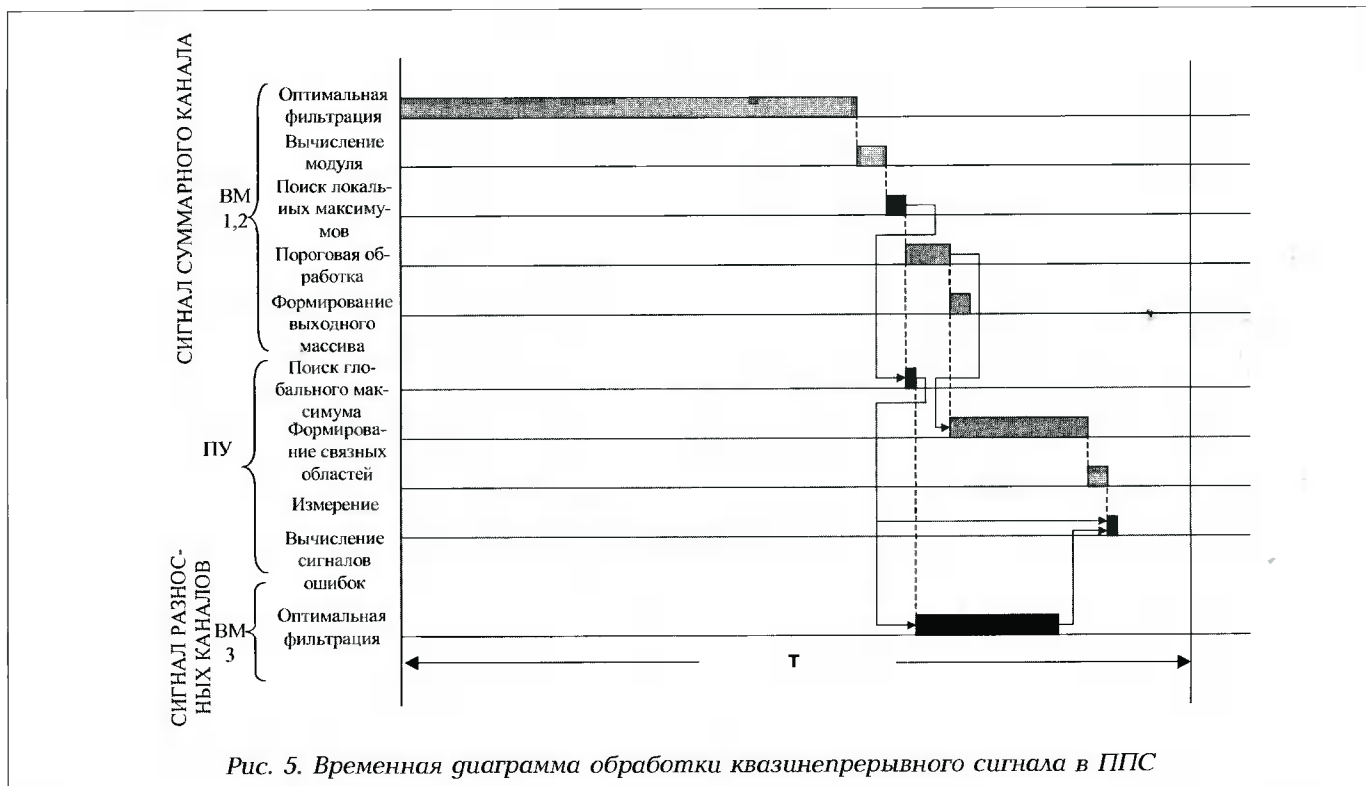 СИГНАЛ СУММАРНОГО КАНАЛА
ВМ
1,2
Оптимальная
фильтрация
Вычисление
модуля
Поиск локаль-
ных максиму-
мов
Пороговая об-
работка
Формирование
выходного
массива
ПУ
Поиск гло-
бального мак-
симума
Формирова-
ние связных
областей
Измерение
Вычисление
сигналов
ошибок
СИГНАЛ РАЗНОС-
НЫХ КАНАЛОВ
ВМ
3
Оптимальная
фильтрация
Т
Рис. 5. Временная диаграмма обработки квазинепрерывного сигнала в ППС